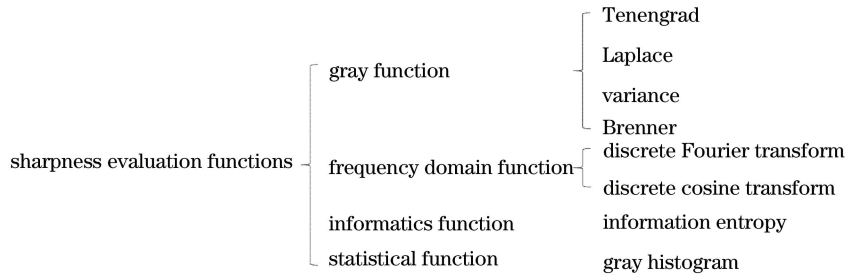 Tenengrad
Laplace
gray function
variance
Brenner
discrete Fourier transform
sharpness evaluation functions
frequency domain function
discrete cosine transform
informatics function
information entropy
statistical function
gray histogram